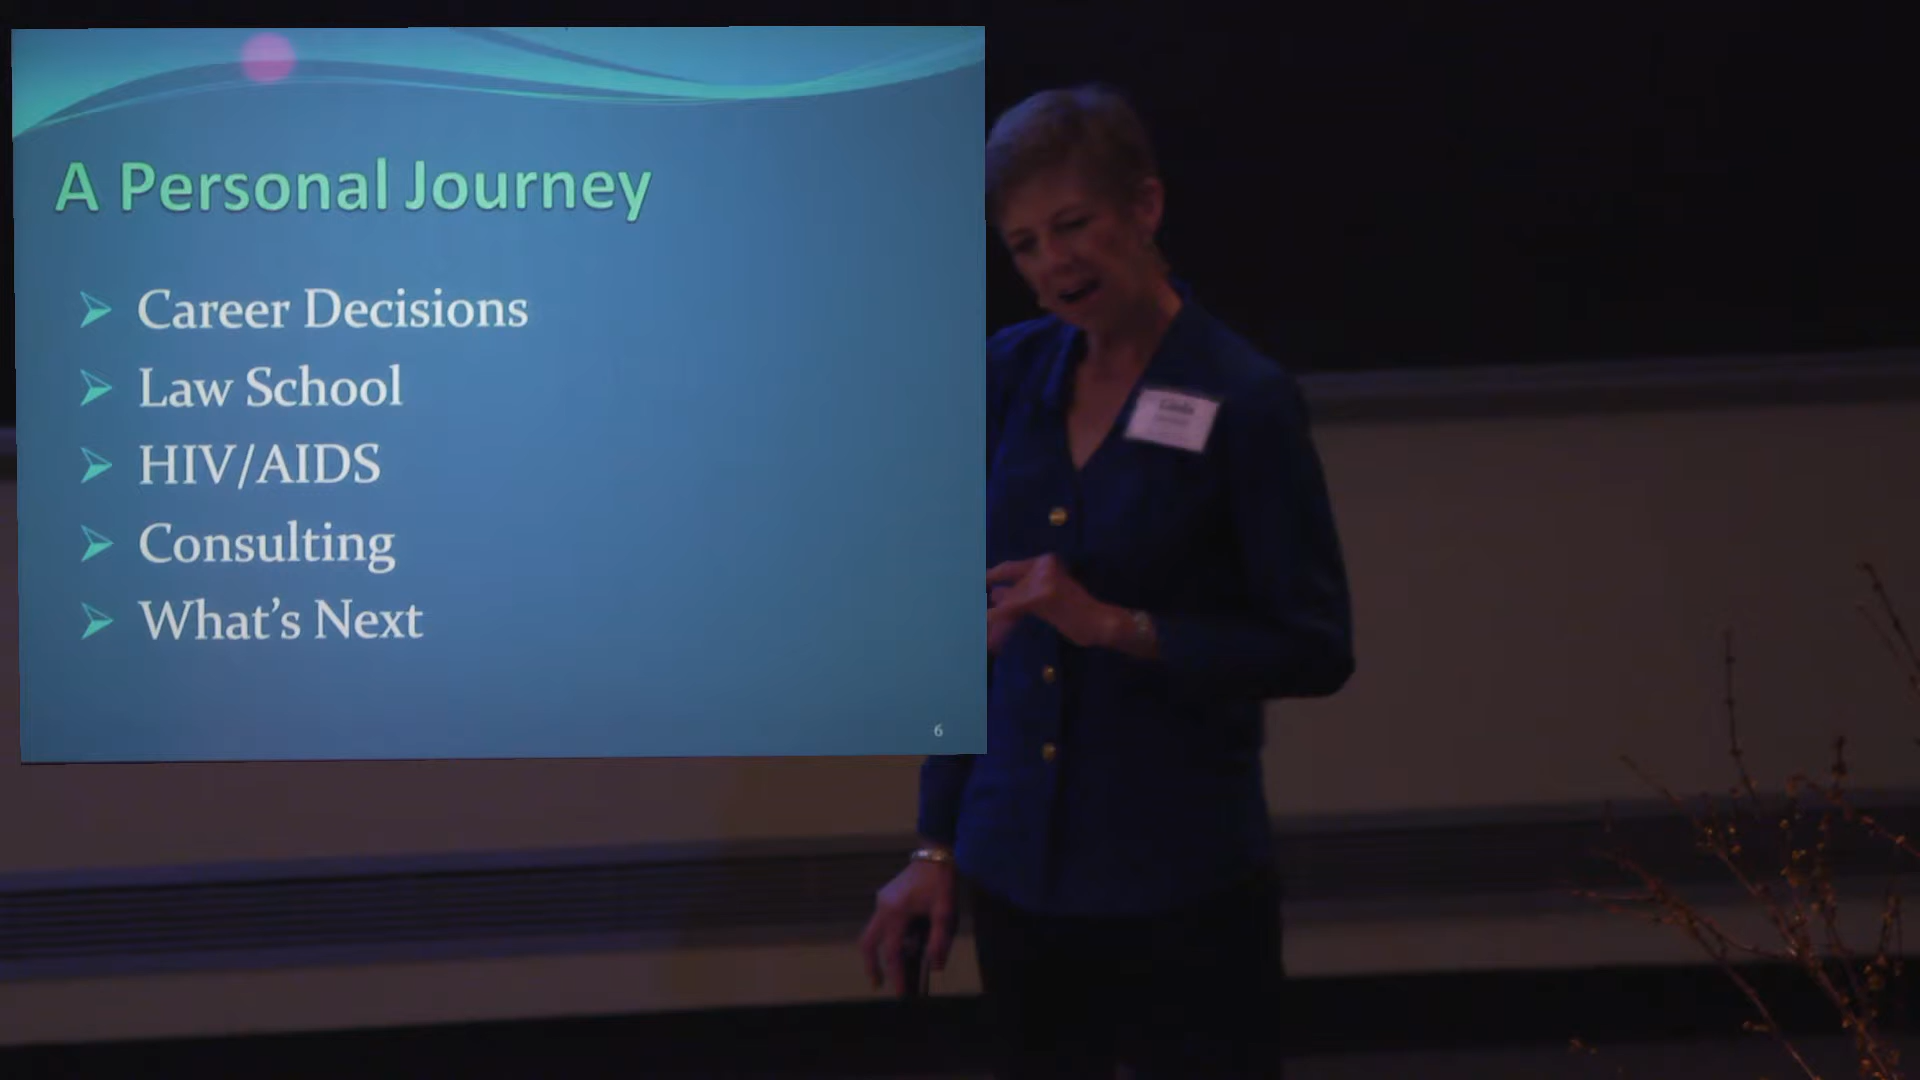 A Personal Journey
Career Decisions
Law School
HIV/AIDS
Consulting
What's Next
6